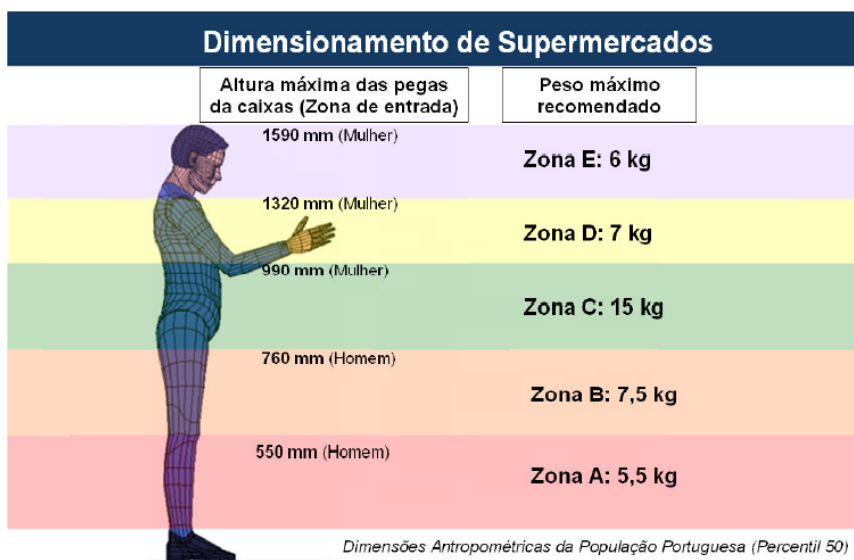 Dimensionamento de Supermercados
Altura máxima das pegas
da caixas (Zona de entrada)
Peso máximo
recomendado
1590 mm (Mulher)
Zona E: 6 kg
1320 mm (Mulher)
Zona D: 7 kg
990 mm (Mulher)
Zona C: 15 kg
760 mm (Homem)
Zona B: 7,5 kg
550 mm (Homem)
Zona A: 5,5 kg
Dimensões Antropométricas da População Portuguesa (Percentil 50)